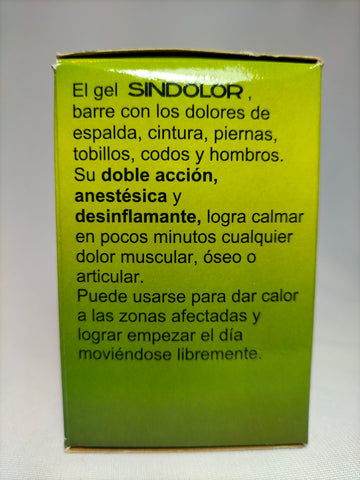 El gel SINDOLOR,
barre con los dolores de
espalda, cintura, piernas,
tobillos, codos y hombros.
Su doble acción,
anestésica y
desinflamante, logra calmar
en pocos minutos cualquier
dolor muscular, óseo o
articular.
Puede usarse para dar calor
a las zonas afectadas y
lograr empezar el día
moviéndose libremente.